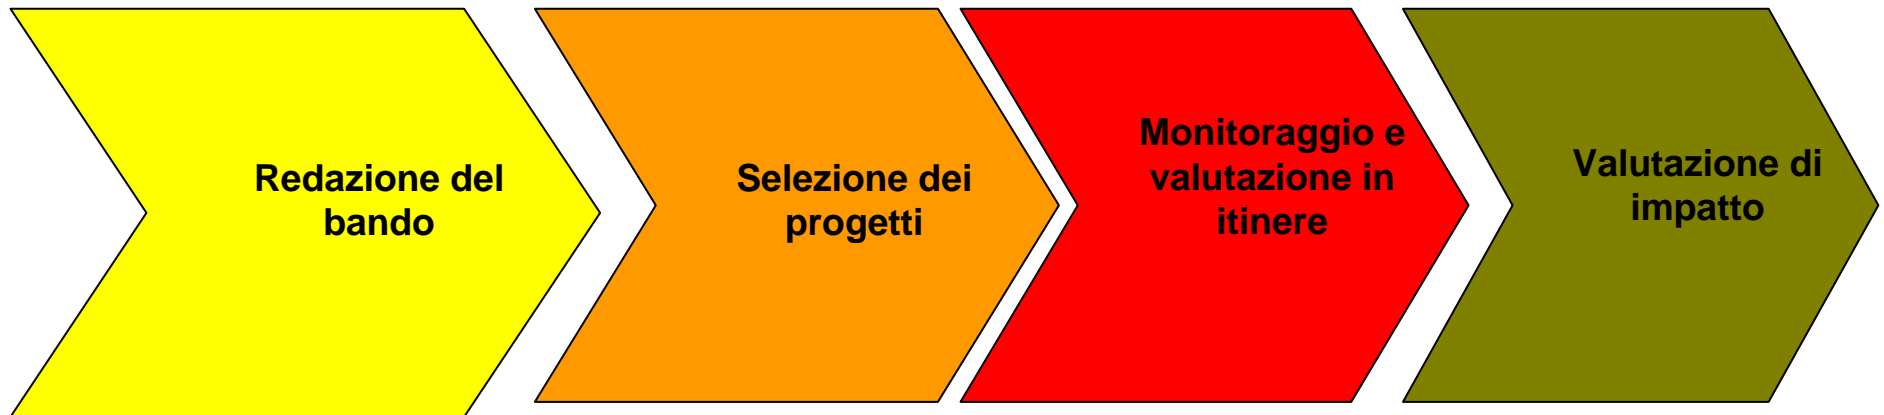 Redazione del
bando
Selezione dei
progetti
Monitoraggio e
valutazione in
itinere
Valutazione di
impatto